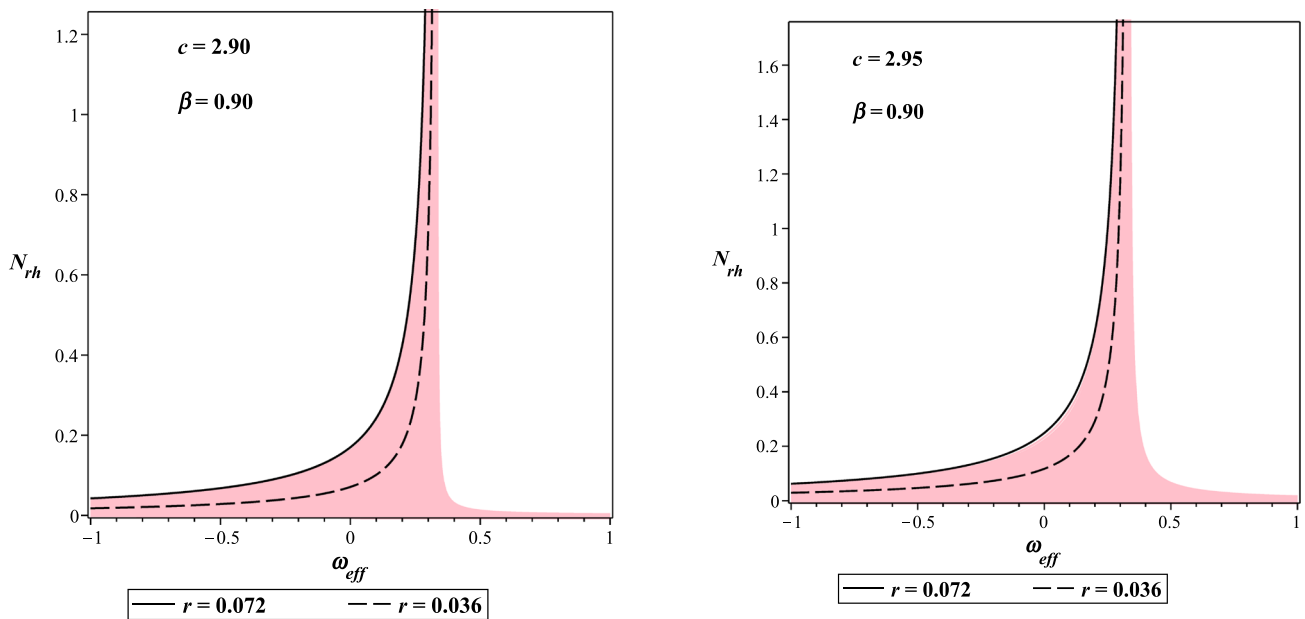 c = 2.90
β = 0.90
N_rh
1.2
1
0.8
0.6
0.4
0.2
0
−1
−0.5
0
0.5
1
ω_eff
r = 0.072
r = 0.036
c = 2.95
β = 0.90
N_rh
1.6
1.4
1.2
1
0.8
0.6
0.4
0.2
0
−1
−0.5
0
0.5
1
ω_eff
r = 0.072
r = 0.036